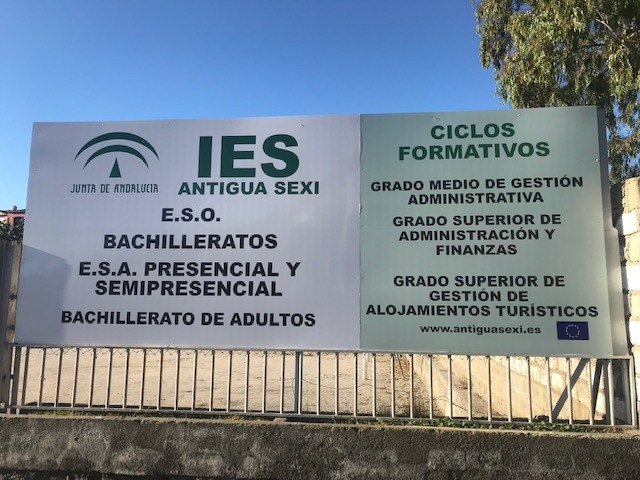 JUNTA DE ANDALUCIA
IES
ANTIGUA SEXI
E.S.O.
BACHILLERATOS
E.S.A. PRESENCIAL Y
SEMIPRESENCIAL
BACHILLERATO DE ADULTOS
CICLOS
FORMATIVOS
GRADO MEDIO DE GESTIÓN
ADMINISTRATIVA
GRADO SUPERIOR DE
ADMINISTRACIÓN Y
FINANZAS
GRADO SUPERIOR DE
GESTIÓN DE
ALOJAMIENTOS TURÍSTICOS
www.antiguasexi.es